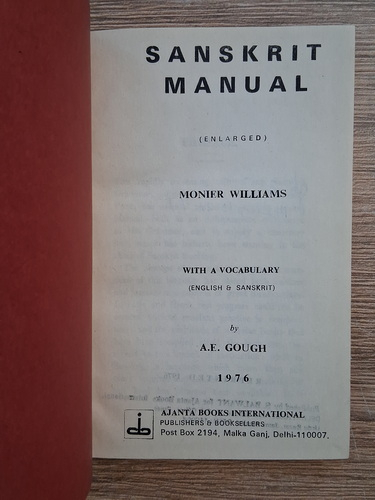 SANSKRIT
MANUAL
(ENLARGED)
MONIER WILLIAMS
WITH A VOCABULARY
(ENGLISH & SANSKRIT)
by
A.E. GOUGH
1976
AJANTA BOOKS INTERNATIONAL
PUBLISHERS & BOOKSELLERS
Post Box 2194, Malka Ganj, Delhi-110007.